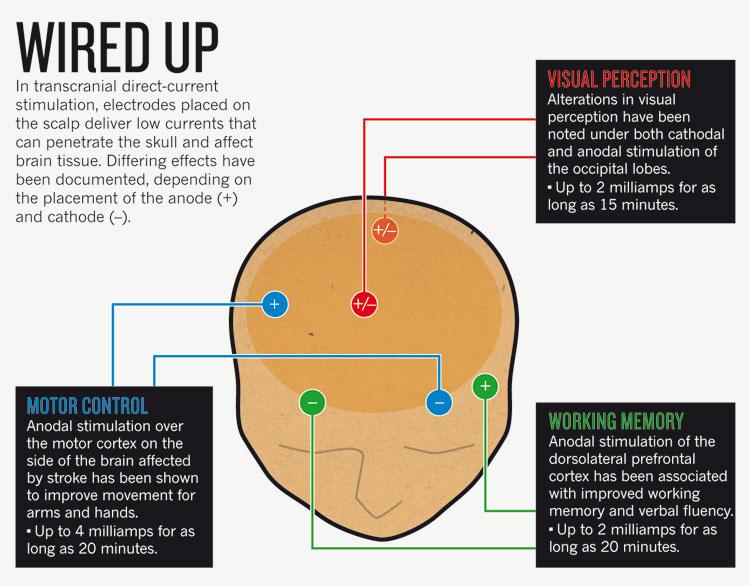 WIRED UP
In transcranial direct-current
stimulation, electrodes placed on
the scalp deliver low currents that
can penetrate the skull and affect
brain tissue. Differing effects have
been documented, depending on
the placement of the anode (+)
and cathode (–).
VISUAL PERCEPTION
Alterations in visual
perception have been
noted under both cathodal
and anodal stimulation of
the occipital lobes.
▪ Up to 2 milliamps for as
long as 15 minutes.
+/–
+
+/–
–
–
+
MOTOR CONTROL
Anodal stimulation over
the motor cortex on the
side of the brain affected
by stroke has been shown
to improve movement for
arms and hands.
▪ Up to 4 milliamps for as
long as 20 minutes.
WORKING MEMORY
Anodal stimulation of the
dorsolateral prefrontal
cortex has been associated
with improved working
memory and verbal fluency.
▪ Up to 2 milliamps for as
long as 20 minutes.